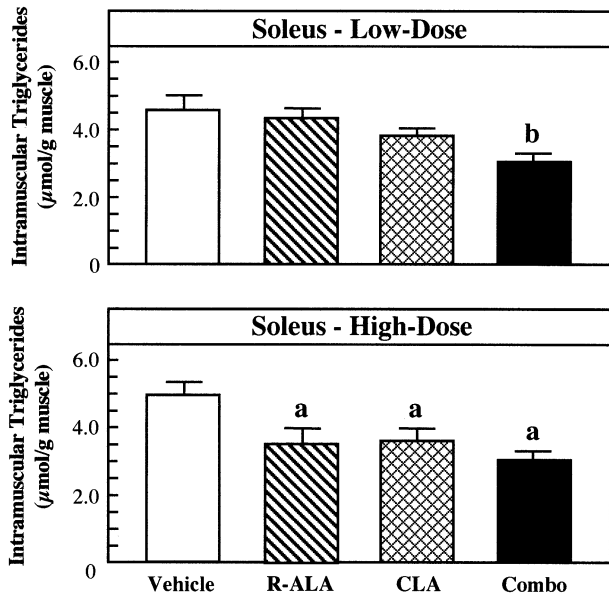 Soleus - Low-Dose
Intramuscular Triglycerides
(µmol/g muscle)
6.0
4.0
2.0
0
b
Soleus - High-Dose
Intramuscular Triglycerides
(µmol/g muscle)
6.0
4.0
2.0
0
a a a
Vehicle R-ALA CLA Combo